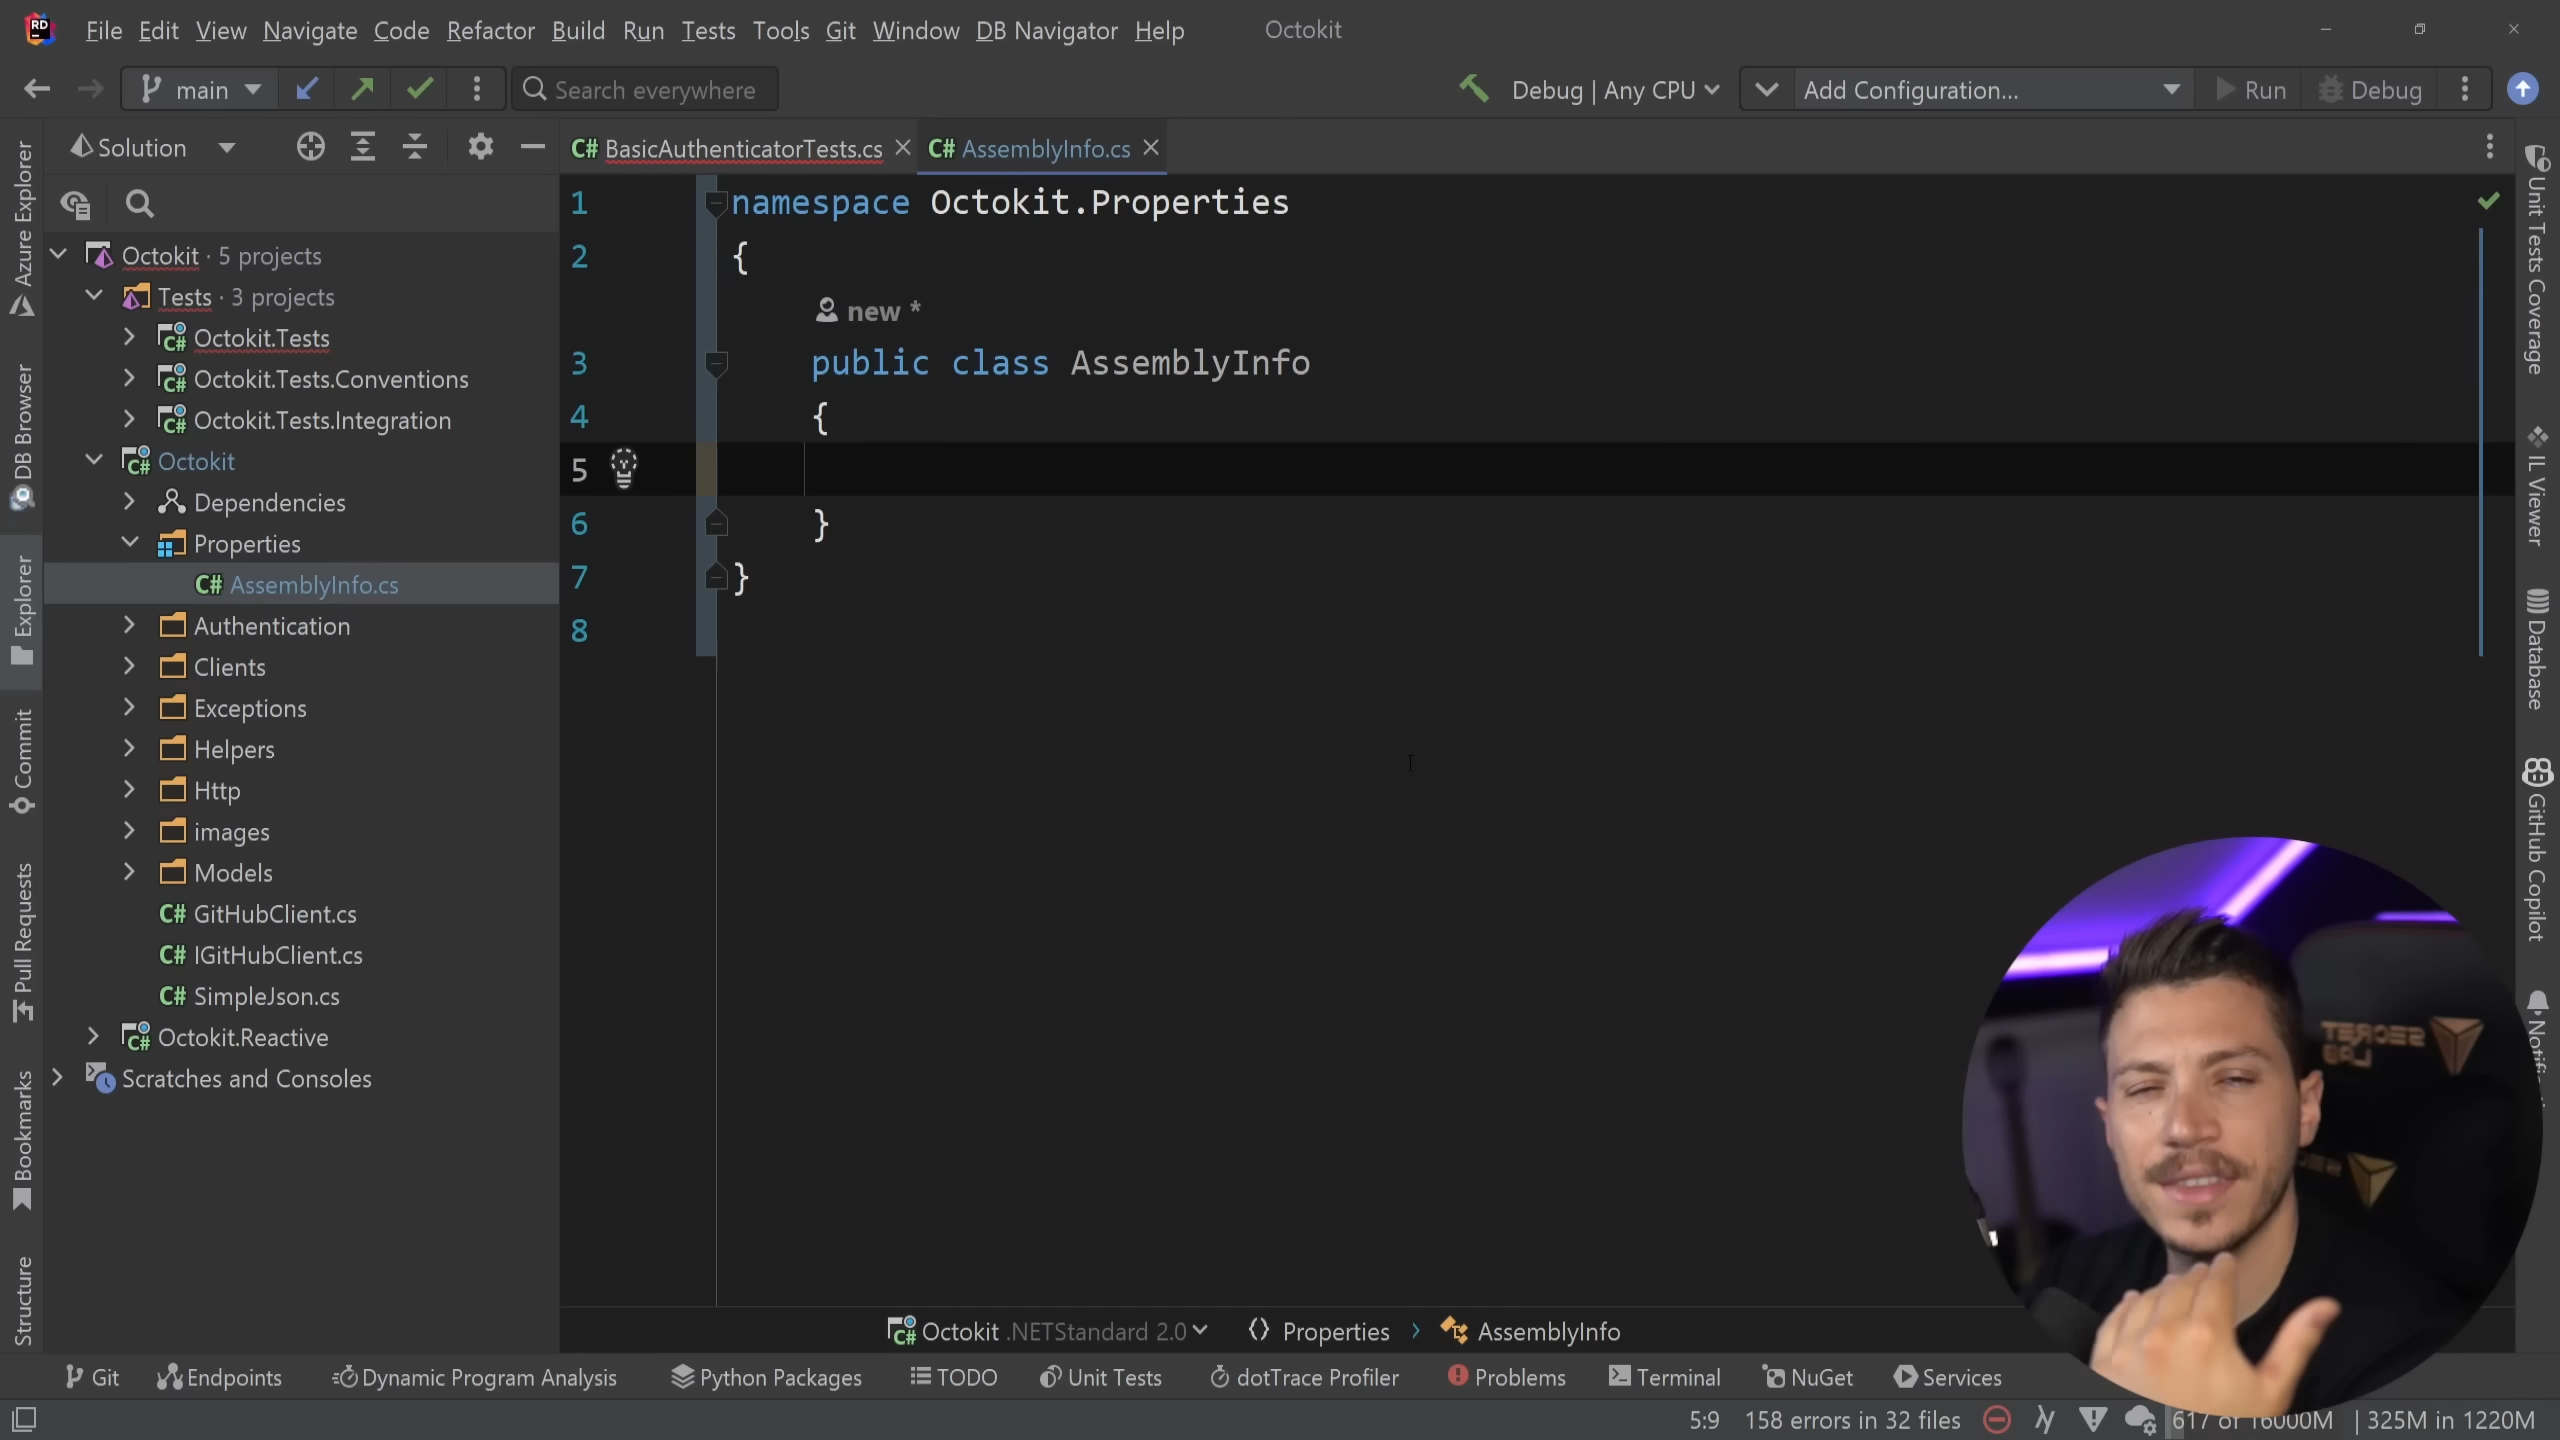 RD File Edit View Navigate Code Refactor Build Run Tests Tools Git Window DB Navigator Help Octokit
main Search everywhere Debug | Any CPU Add Configuration... Run Debug
Solution
C# BasicAuthenticatorTests.cs C# AssemblyInfo.cs
Azure Explorer
DB Browser
Explorer
Commit
Pull Requests
Bookmarks
Structure
Octokit · 5 projects
Tests · 3 projects
C# Octokit.Tests
C# Octokit.Tests.Conventions
C# Octokit.Tests.Integration
C# Octokit
Dependencies
Properties
C# AssemblyInfo.cs
Authentication
Clients
Exceptions
Helpers
Http
images
Models
C# GitHubClient.cs
C# IGitHubClient.cs
C# SimpleJson.cs
C# Octokit.Reactive
Scratches and Consoles
1 namespace Octokit.Properties
2 {
new *
3 public class AssemblyInfo
4 {
5
6 }
7 }
8
Unit Tests Coverage
IL Viewer
Database
GitHub Copilot
Notifi
SECRET
LAB
C# Octokit .NETStandard 2.0 Properties AssemblyInfo
Git Endpoints Dynamic Program Analysis Python Packages TODO Unit Tests dotTrace Profiler Problems Terminal NuGet Services
5:9 158 errors in 32 files 617 of 16000M | 325M in 1220M